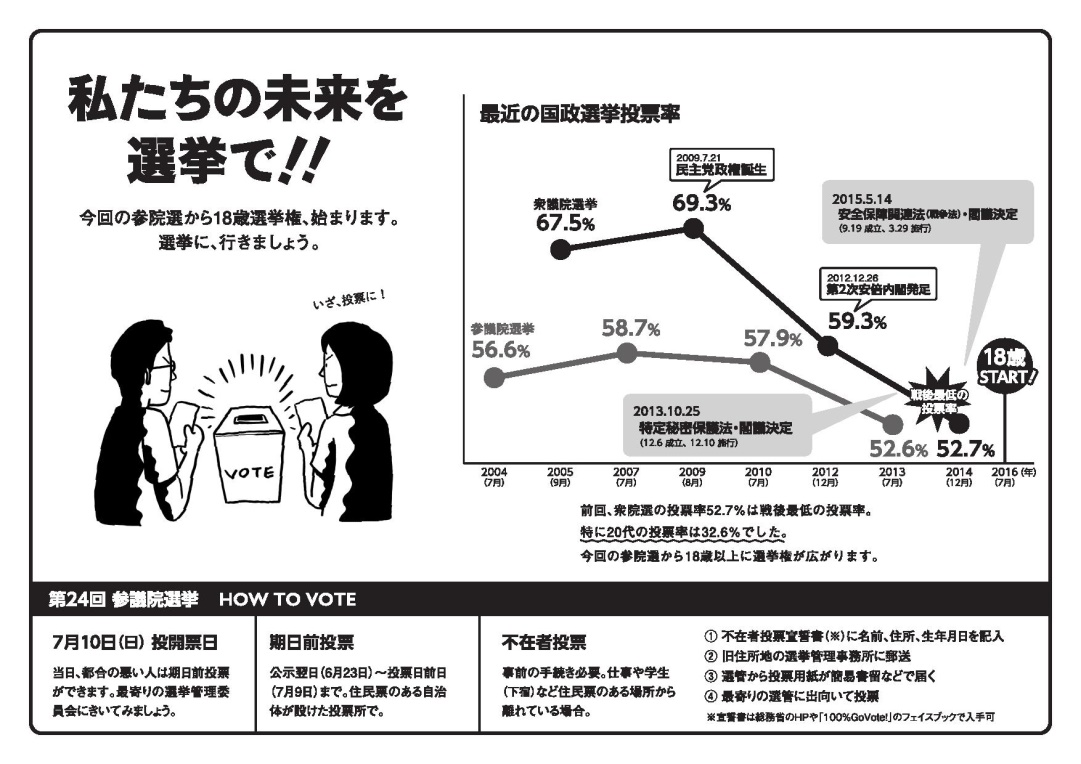 私たちの未来を
選挙で!!
今回の参院選から18歳選挙権、始まります。
選挙に、行きましょう。
いざ、投票に！
VOTE
最近の国政選挙投票率
2009.7.21
民主党政権誕生
衆議院選挙
67.5%
69.3%
2015.5.14
安全保障関連法(戦争法)・閣議決定
(9.19 成立、3.29 施行)
2012.12.26
第2次安倍内閣発足
59.3%
参議院選挙
56.6%
58.7%
57.9%
18歳
START!
戦後最低の
投票率
2013.10.25
特定秘密保護法・閣議決定
(12.6 成立、12.10 施行)
52.6%
52.7%
2004 2005 2007 2009 2010 2012 2013 2014 2016 (年)
(7月) (9月) (7月) (8月) (7月) (12月) (7月) (12月) (7月)
前回、衆院選の投票率52.7%は戦後最低の投票率。
特に20代の投票率は32.6%でした。
今回の参院選から18歳以上に選挙権が広がります。
第24回 参議院選挙 HOW TO VOTE
7月10日(日) 投開票日
当日、都合の悪い人は期日前投票
ができます。最寄りの選挙管理委
員会にきいてみましょう。
期日前投票
公示翌日(6月23日)～投票日前日
(7月9日)まで。住民票のある自治
体が設けた投票所で。
不在者投票
事前の手続き必要。仕事や学生
(下宿)など住民票のある場所から
離れている場合。
① 不在者投票宣誓書(※)に名前、住所、生年月日を記入
② 旧住所地の選挙管理事務所に郵送
③ 選管から投票用紙が簡易書留などで届く
④ 最寄りの選管に出向いて投票
※宣誓書は総務省のHPや「100%GoVote!」のフェイスブックで入手可